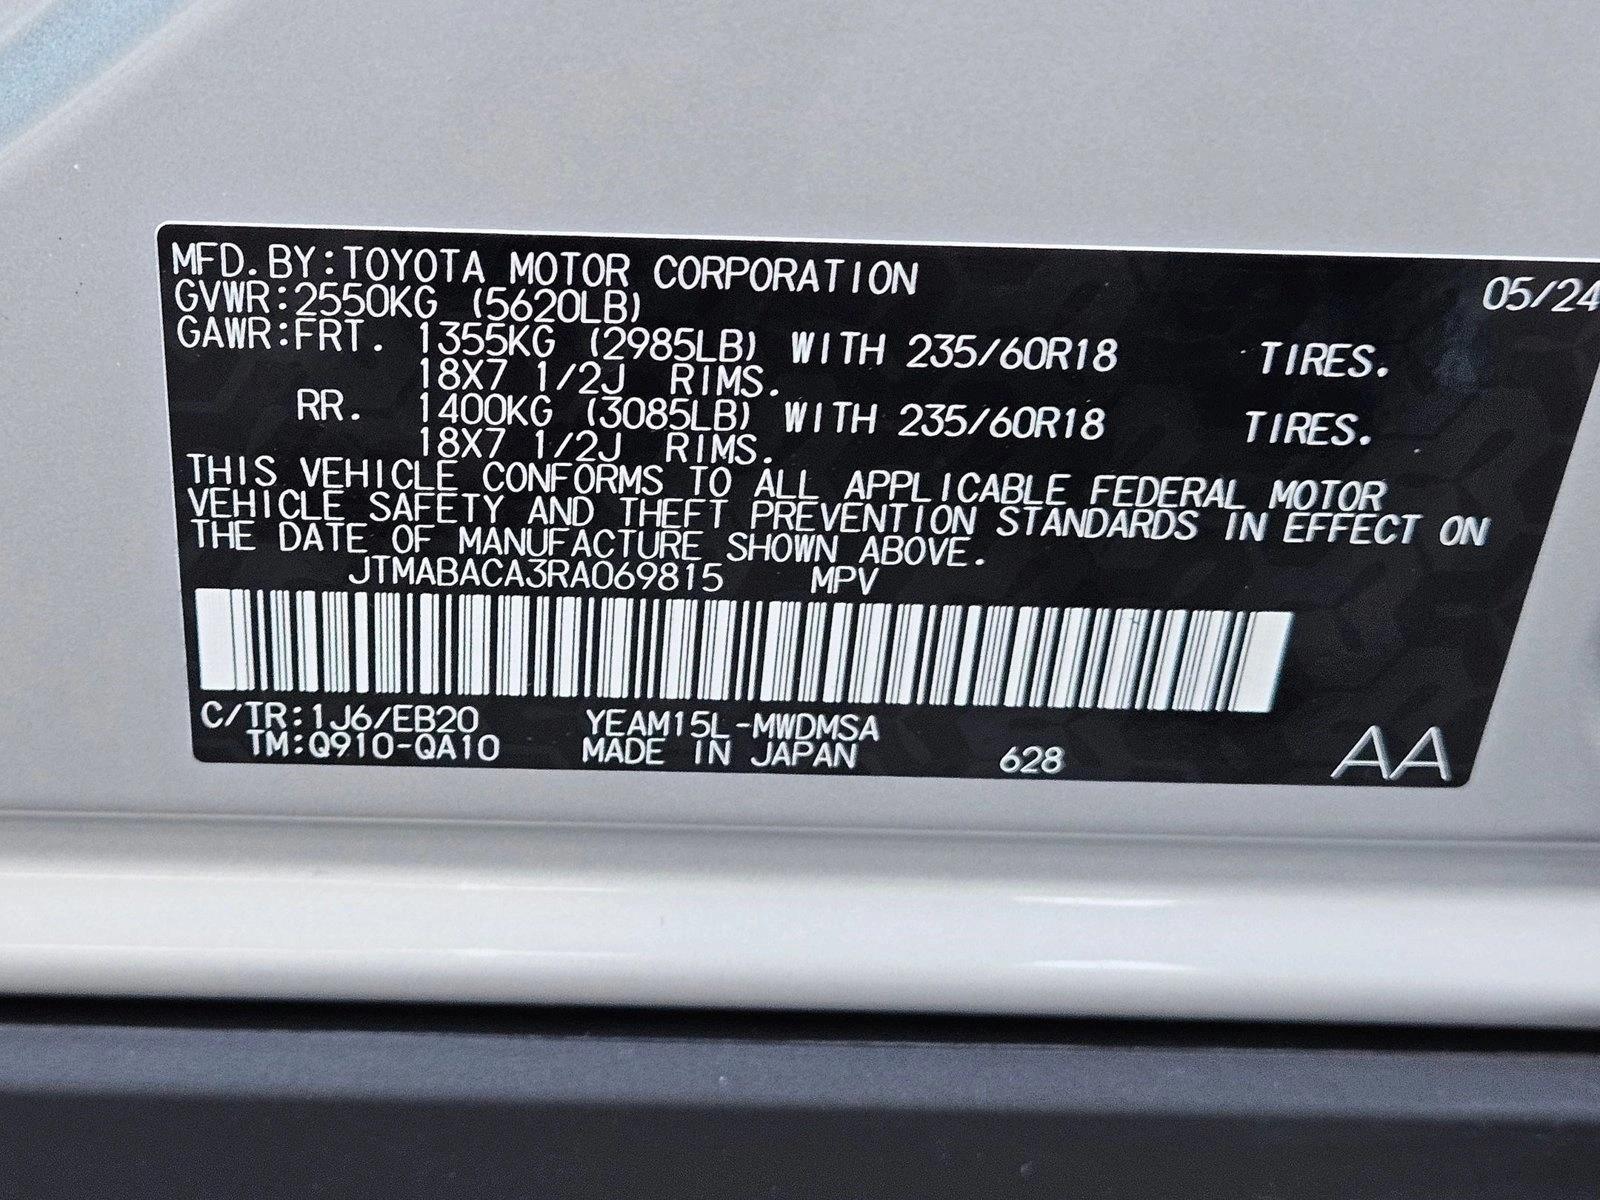 MFD. BY:TOYOTA MOTOR CORPORATION 05/24
GVWR:2550KG (5620LB)
GAWR:FRT. 1355KG (2985LB) WITH 235/60R18 TIRES.
18X7 1/2J RIMS.
RR. 1400KG (3085LB) WITH 235/60R18 TIRES.
18X7 1/2J RIMS.
THIS VEHICLE CONFORMS TO ALL APPLICABLE FEDERAL MOTOR
VEHICLE SAFETY AND THEFT PREVENTION STANDARDS IN EFFECT ON
THE DATE OF MANUFACTURE SHOWN ABOVE.
JTMABACA3RA069815 MPV
C/TR:1J6/EB20 YEAM15L-MWDMSA
TM:Q910-QA10 MADE IN JAPAN 628 AA